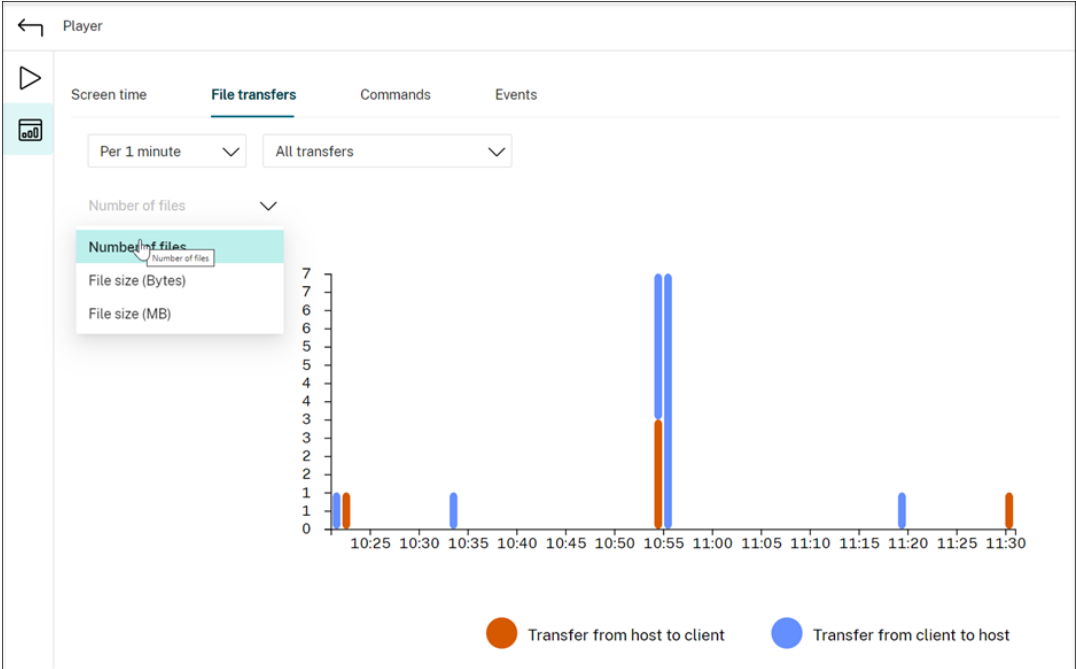 Player
Screen time File transfers Commands Events
Per 1 minute All transfers
Number of files
Number of files
Number of files
File size (Bytes)
File size (MB)
7
7
6
6
5
5
4
4
3
3
2
2
1
1
0
10:25 10:30 10:35 10:40 10:45 10:50 10:55 11:00 11:05 11:10 11:15 11:20 11:25 11:30
Transfer from host to client Transfer from client to host